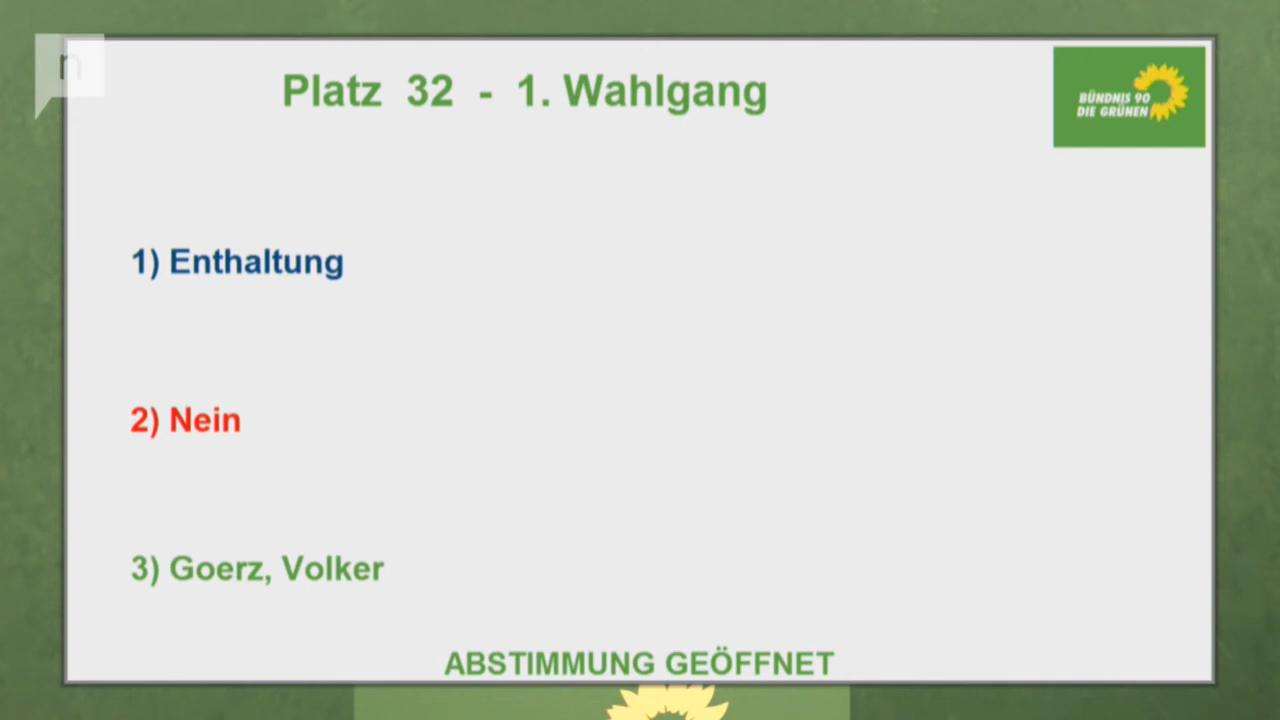 n
Platz 32 - 1. Wahlgang
BÜNDNIS 90
DIE GRÜNEN
1) Enthaltung
2) Nein
3) Goerz, Volker
ABSTIMMUNG GEÖFFNET